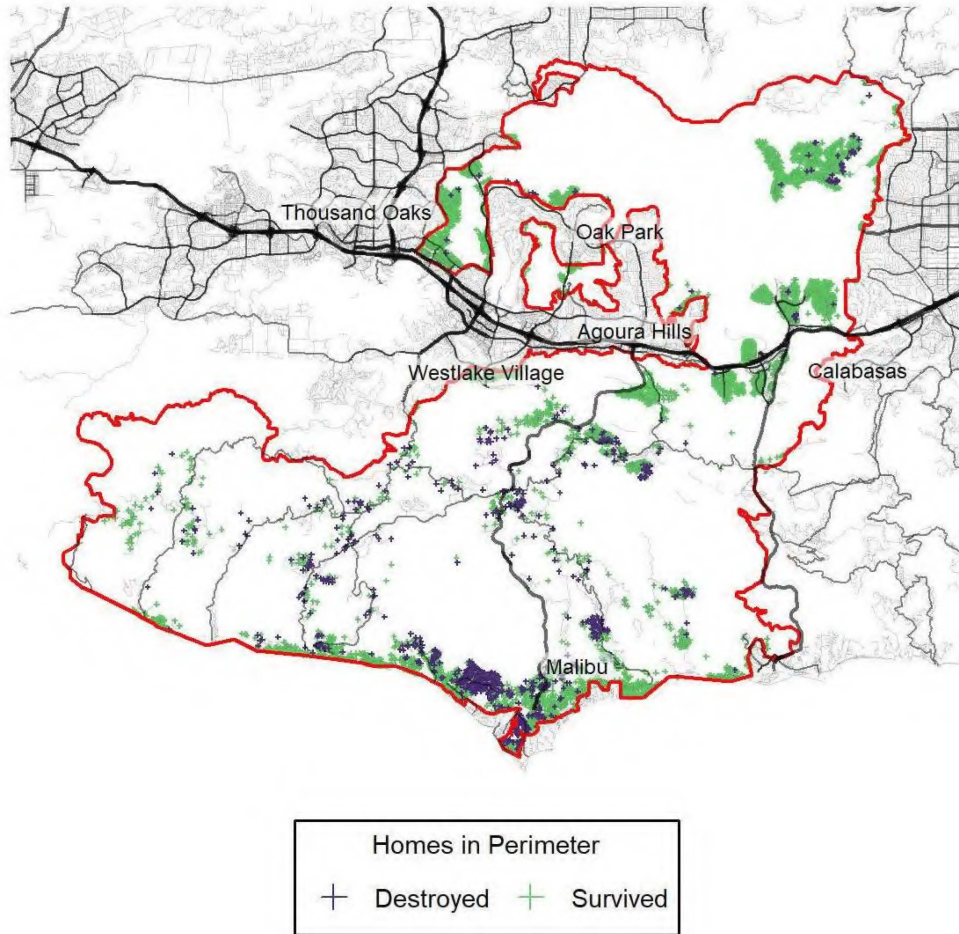 Thousand Oaks
Oak Park
Agoura Hills
Westlake Village
Calabasas
Malibu
Homes in Perimeter
Destroyed
Survived